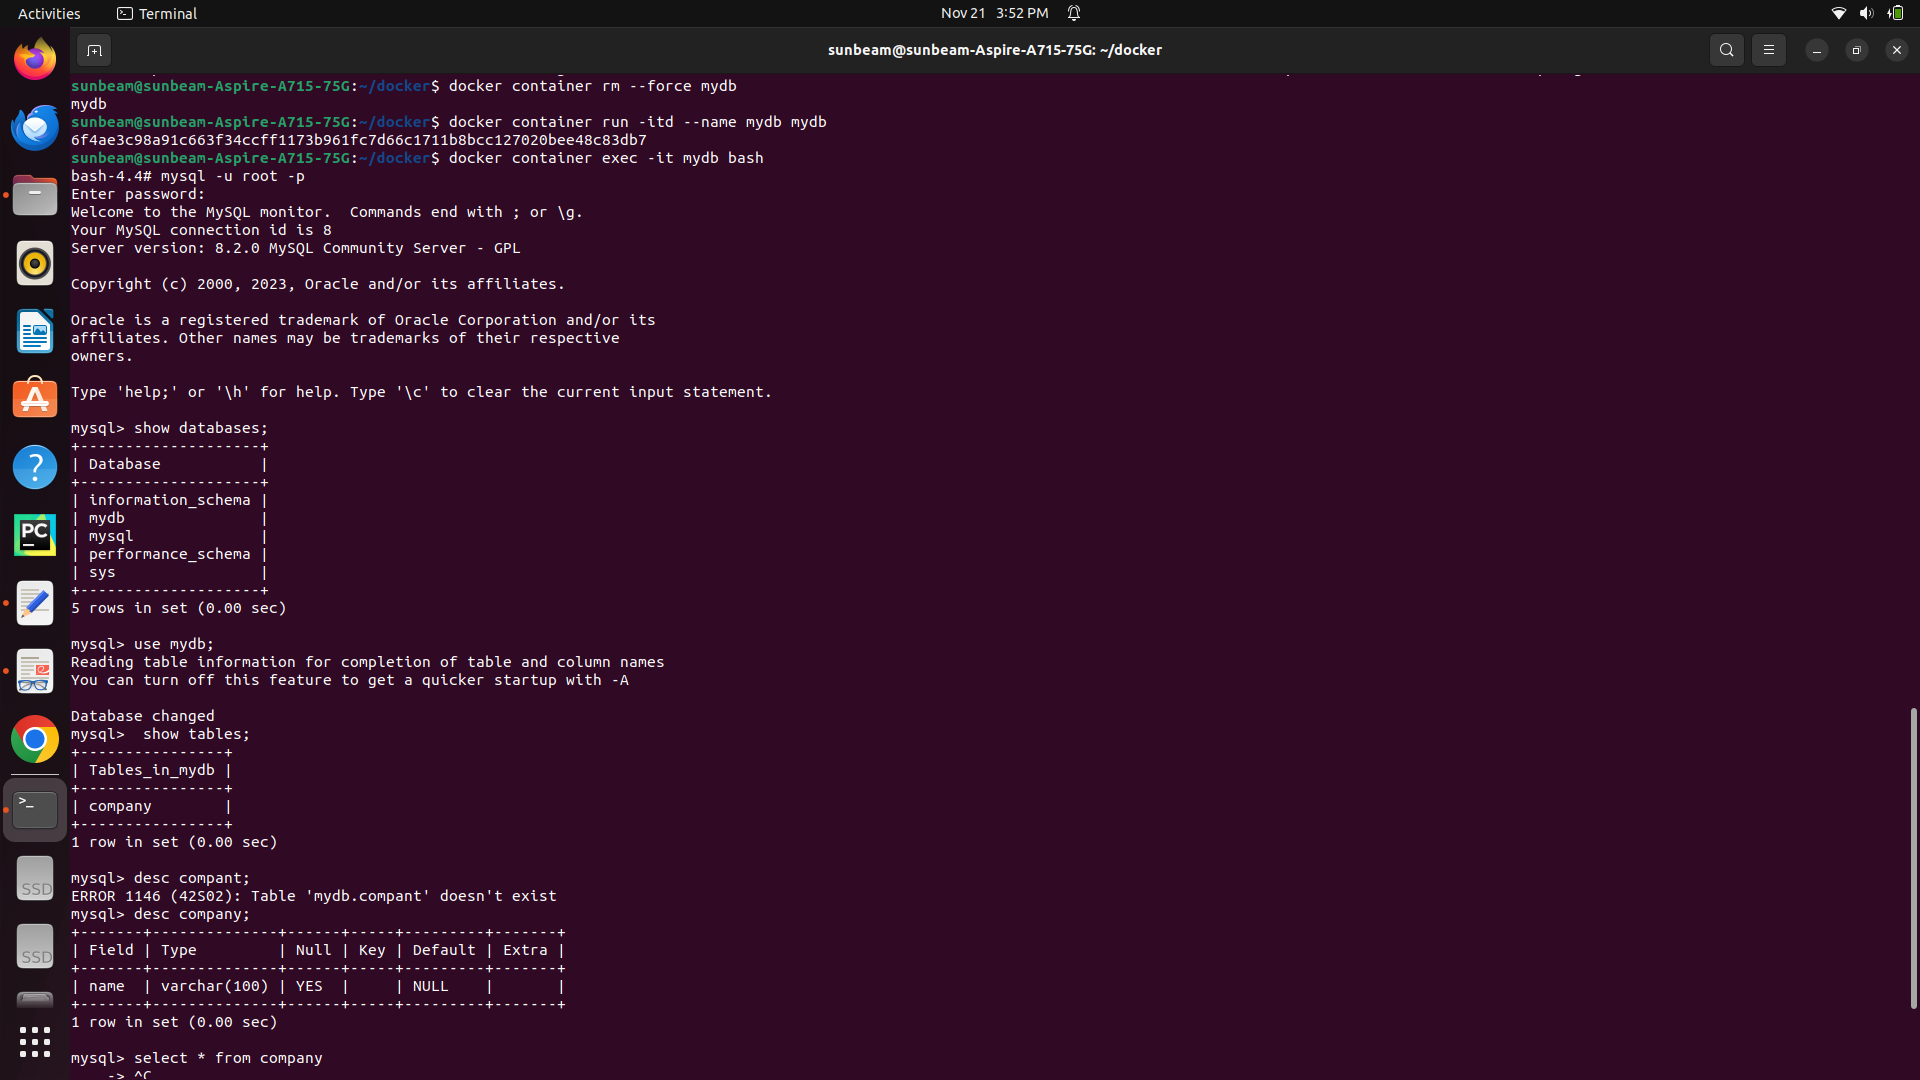 Activities
Terminal
Nov 21 3:52 PM
sunbeam@sunbeam-Aspire-A715-75G: ~/docker
sunbeam@sunbeam-Aspire-A715-75G:~/docker$ docker container rm --force mydb
mydb
sunbeam@sunbeam-Aspire-A715-75G:~/docker$ docker container run -itd --name mydb mydb
6f4ae3c98a91c663f34ccff1173b961fc7d66c1711b8bcc127020bee48c83db7
sunbeam@sunbeam-Aspire-A715-75G:~/docker$ docker container exec -it mydb bash
bash-4.4# mysql -u root -p
Enter password:
Welcome to the MySQL monitor.  Commands end with ; or \g.
Your MySQL connection id is 8
Server version: 8.2.0 MySQL Community Server - GPL
Copyright (c) 2000, 2023, Oracle and/or its affiliates.
Oracle is a registered trademark of Oracle Corporation and/or its
affiliates. Other names may be trademarks of their respective
owners.
Type 'help;' or '\h' for help. Type '\c' to clear the current input statement.
mysql> show databases;
+--------------------+
| Database           |
+--------------------+
| information_schema |
| mydb               |
| mysql              |
| performance_schema |
| sys                |
+--------------------+
5 rows in set (0.00 sec)
mysql> use mydb;
Reading table information for completion of table and column names
You can turn off this feature to get a quicker startup with -A
Database changed
mysql>  show tables;
+----------------+
| Tables_in_mydb |
+----------------+
| company        |
+----------------+
1 row in set (0.00 sec)
mysql> desc compant;
ERROR 1146 (42S02): Table 'mydb.compant' doesn't exist
mysql> desc company;
+-------+--------------+------+-----+---------+-------+
| Field | Type         | Null | Key | Default | Extra |
+-------+--------------+------+-----+---------+-------+
| name  | varchar(100) | YES  |     | NULL    |       |
+-------+--------------+------+-----+---------+-------+
1 row in set (0.00 sec)
mysql> select * from company
    -> ^C
PC
SSD
SSD